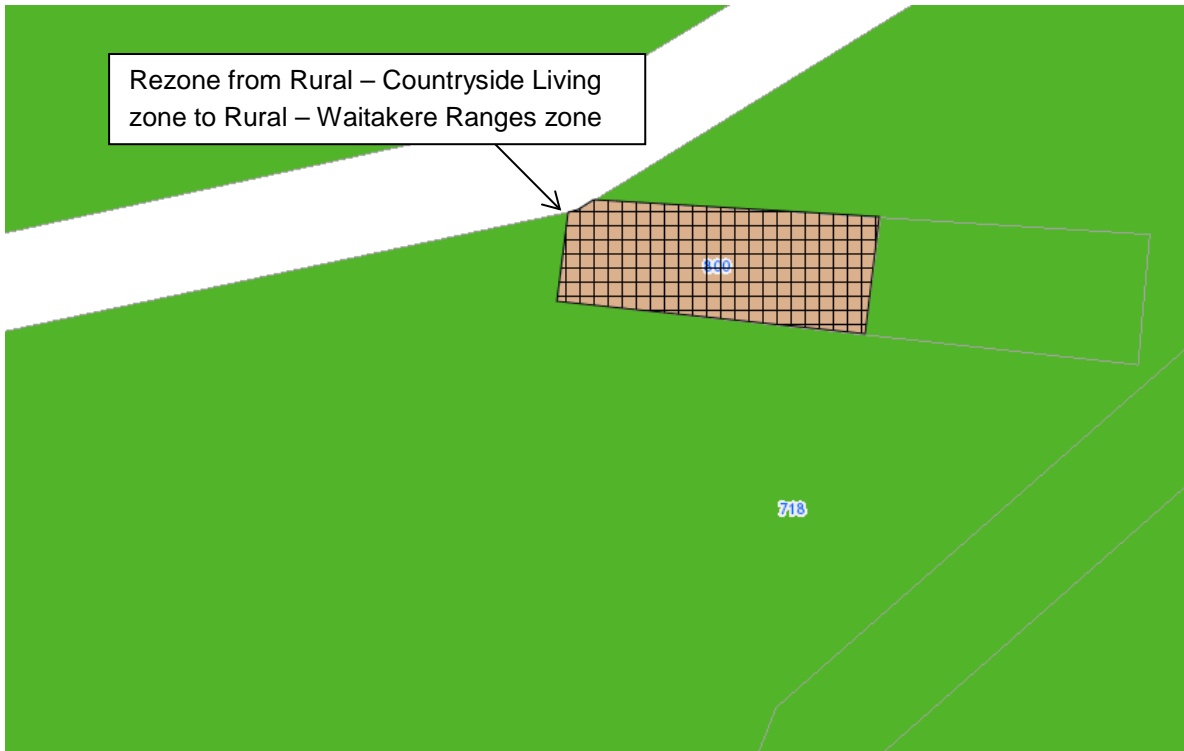 Rezone from Rural – Countryside Living
zone to Rural – Waitakere Ranges zone
800
718